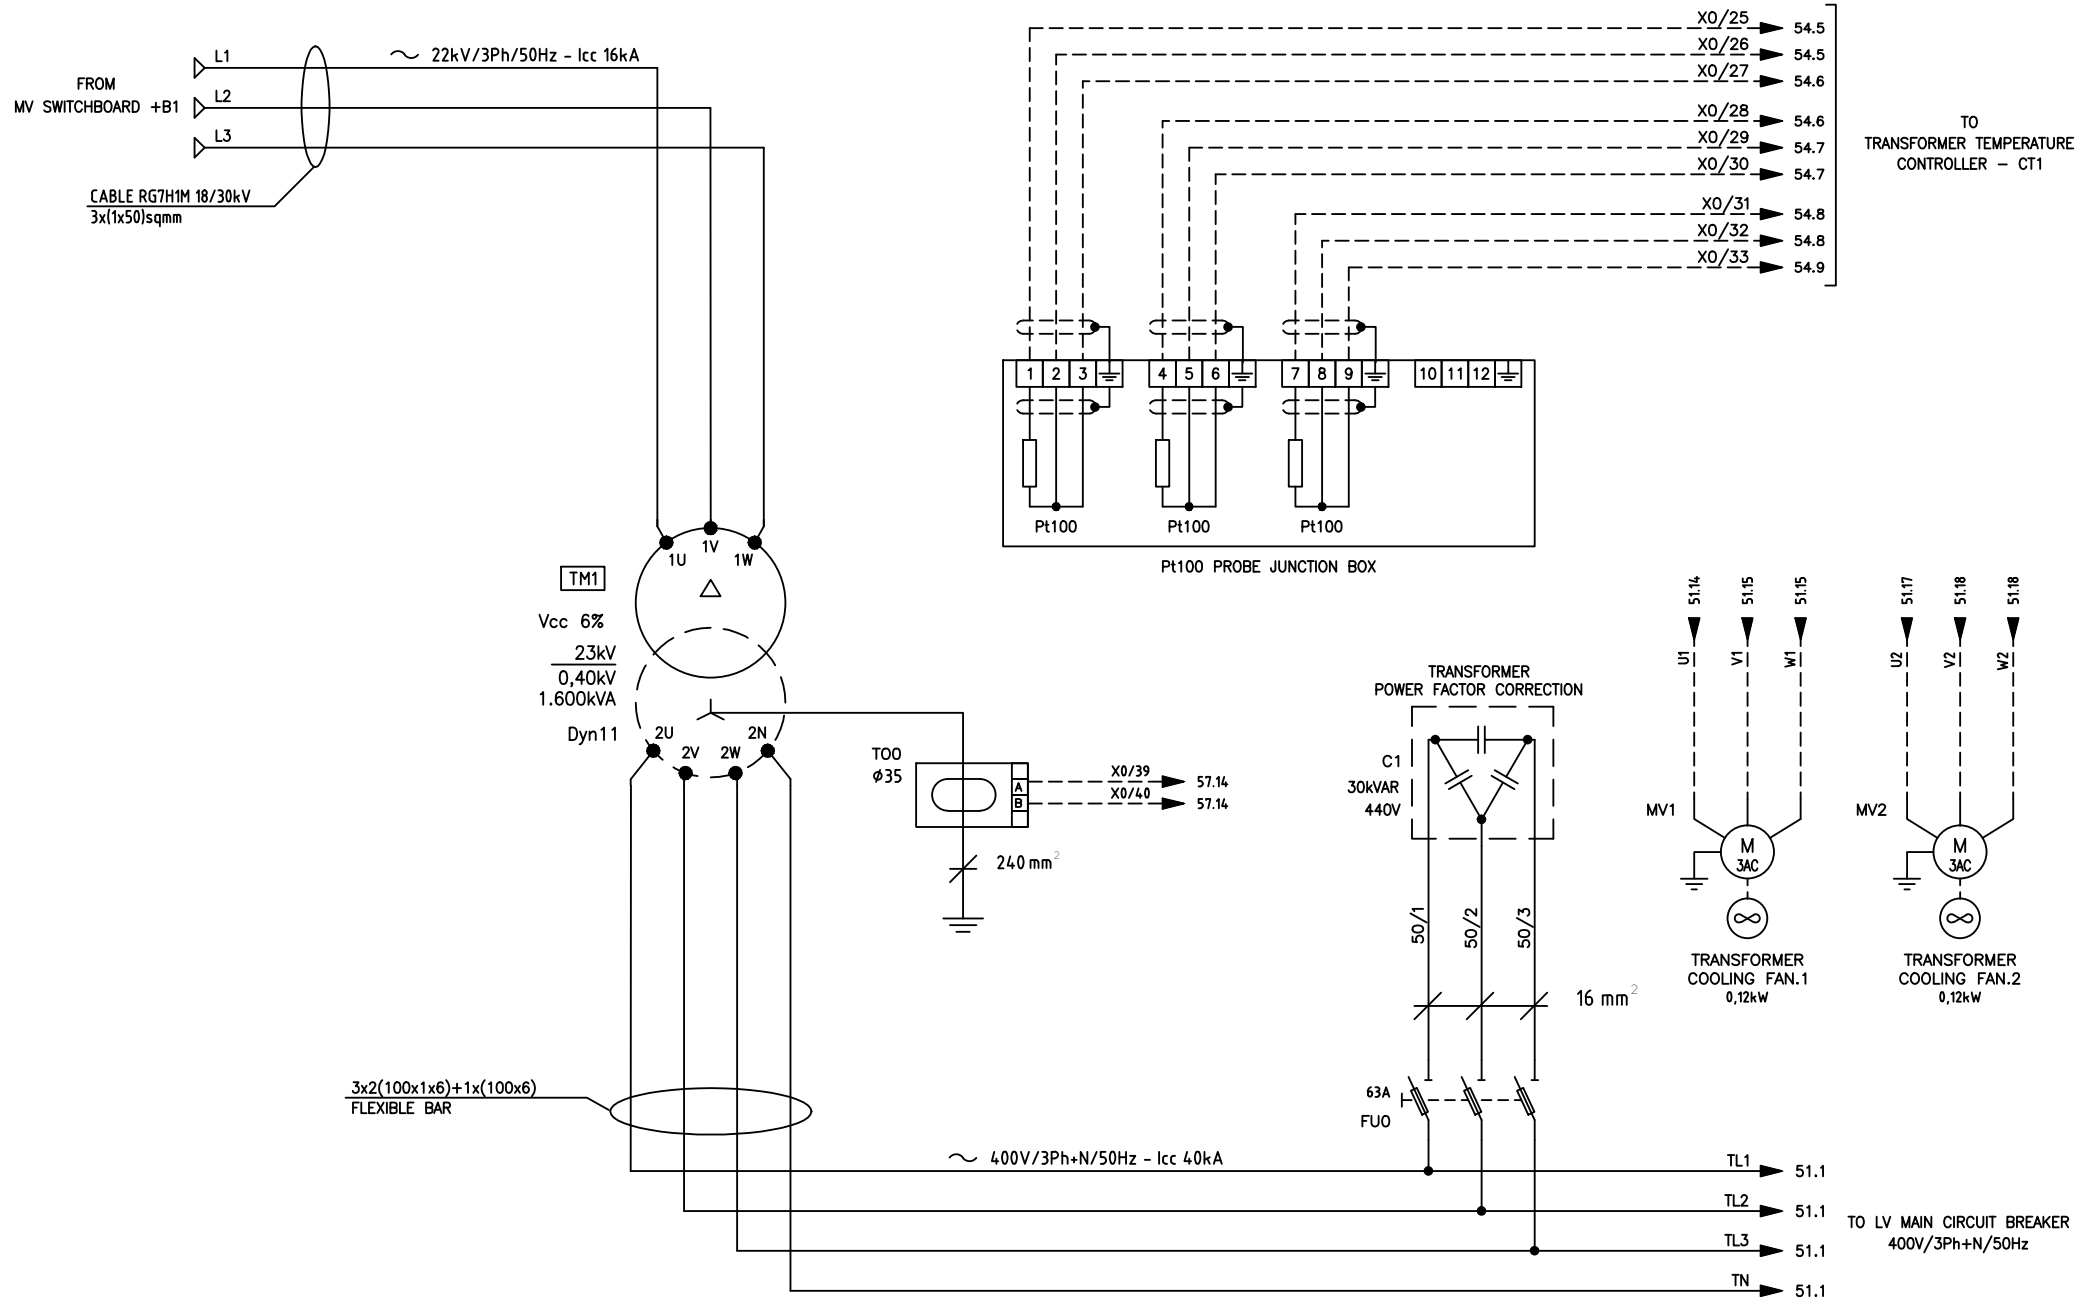 FROM
MV SWITCHBOARD +B1
L1
L2
L3
22kV/3Ph/50Hz – Icc 16kA
CABLE RG7H1M 18/30kV
3x(1x50)sqmm
X0/25 54.5
X0/26 54.5
X0/27 54.6
X0/28 54.6
X0/29 54.7
X0/30 54.7
X0/31 54.8
X0/32 54.8
X0/33 54.9
TO
TRANSFORMER TEMPERATURE
CONTROLLER – CT1
1 2 3 4 5 6 7 8 9 10 11 12
Pt100 Pt100 Pt100
Pt100 PROBE JUNCTION BOX
1U 1V 1W
TM1
Vcc 6%
23kV
0,40kV
1.600kVA
Dyn11
2U 2V 2W 2N
T00
ϕ35
A
B
X0/39 57.14
X0/40 57.14
240 mm²
TRANSFORMER
POWER FACTOR CORRECTION
C1
30kVAR
440V
50/1 50/2 50/3
16 mm²
63A
FU0
51.14 51.15 51.15
U1 V1 W1
MV1
M
3AC
TRANSFORMER
COOLING FAN.1
0,12kW
51.17 51.18 51.18
U2 V2 W2
MV2
M
3AC
TRANSFORMER
COOLING FAN.2
0,12kW
3x2(100x1x6)+1x(100x6)
FLEXIBLE BAR
400V/3Ph+N/50Hz – Icc 40kA
TL1 51.1
TL2 51.1
TL3 51.1
TN 51.1
TO LV MAIN CIRCUIT BREAKER
400V/3Ph+N/50Hz